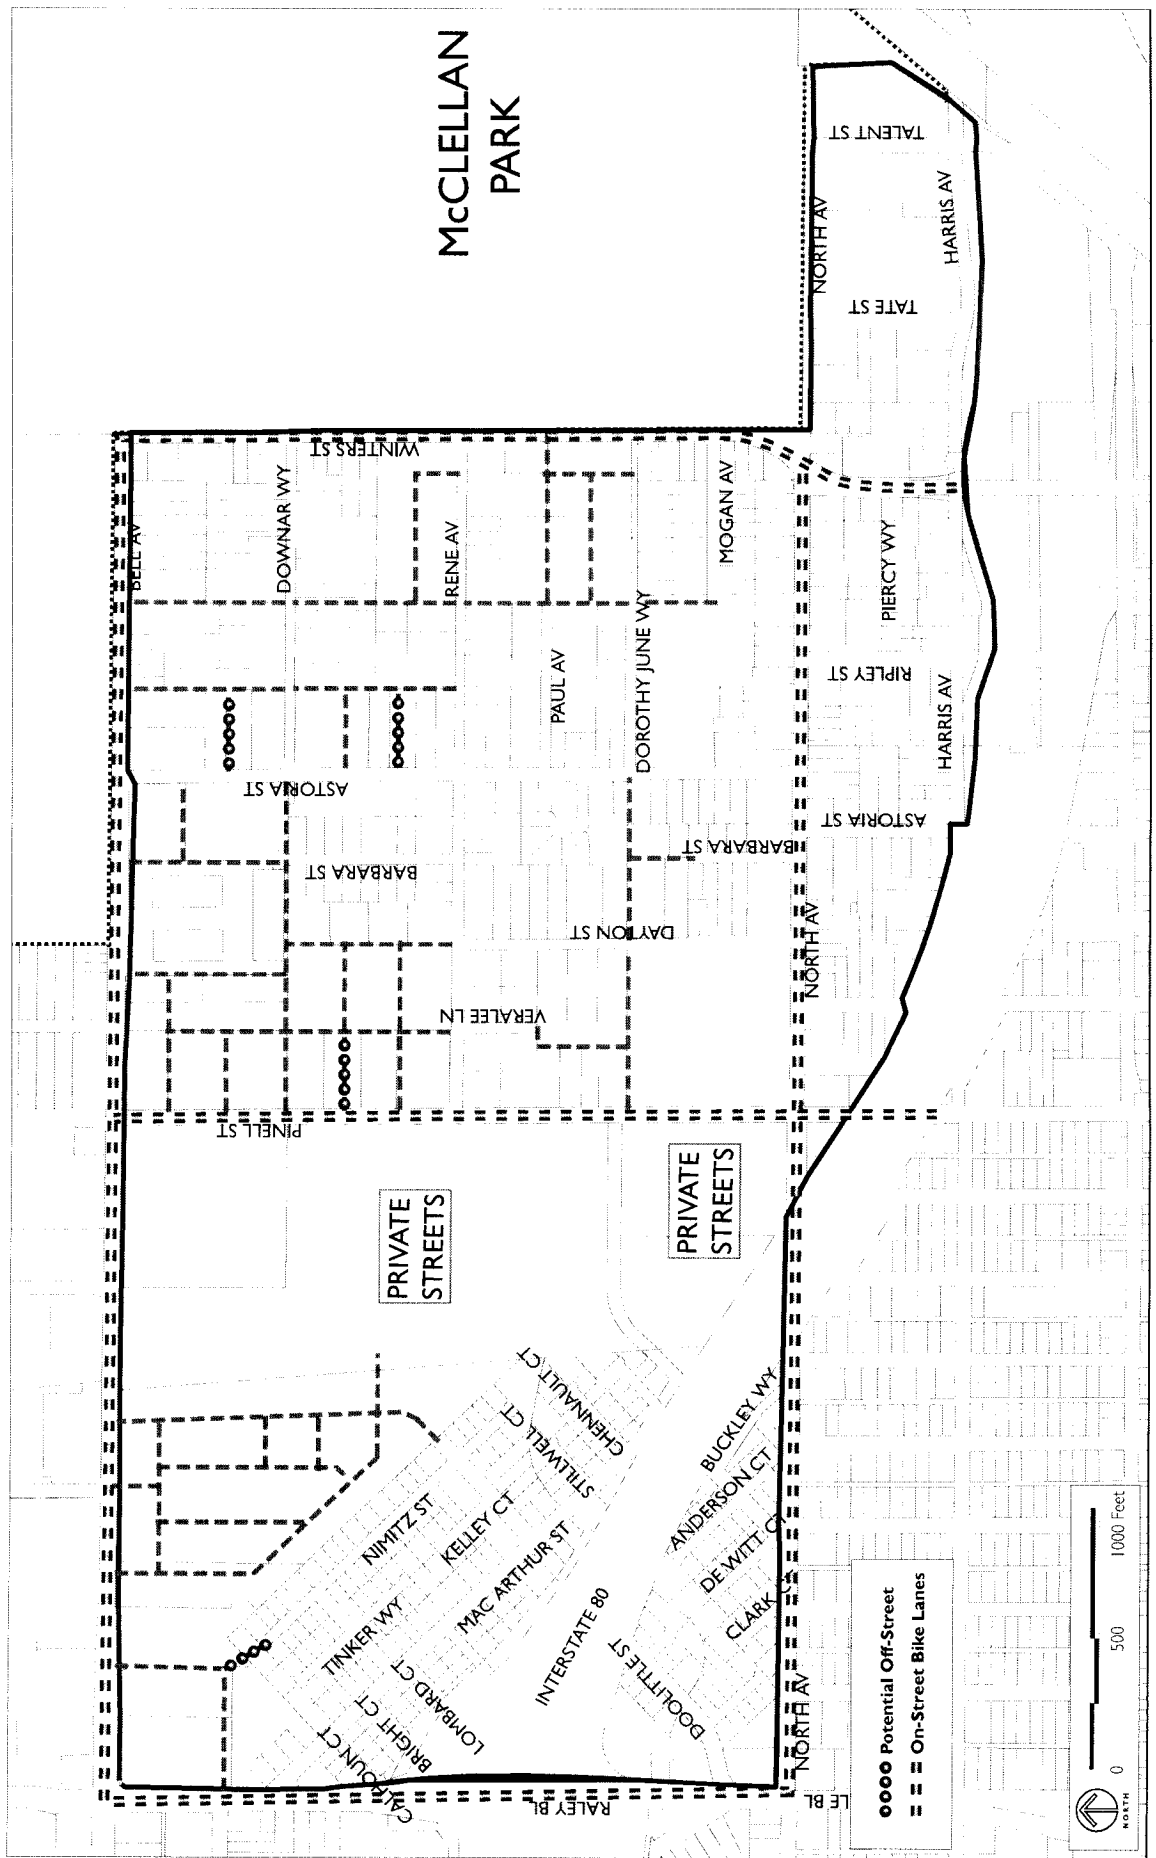 McCLELLAN
PARK
BELL AV
WINTERS ST
DOWNAR WY
RENE AV
MOGAN AV
NORTH AV
TALENT ST
HARRIS AV
TATE ST
PIERCY WY
RIPLEY ST
HARRIS AV
PAUL AV
DOROTHY JUNE WY
ASTORIA ST
ASTORIA ST
BARBARA ST
BARBARA ST
DAYTON ST
VERALEE LN
NORTH AV
PINELL ST
PRIVATE
STREETS
PRIVATE
STREETS
CHENNAULT CT
STILLWELL CT
NIMITZ ST
KELLEY CT
MAC ARTHUR ST
TINKER WY
LOMBARD CT
BRIGHT CT
CALHOUN CT
INTERSTATE 80
BUCKLEY WY
ANDERSON CT
DE WITT CT
CLARK
DOOLITTLE ST
NORTH AV
RALEY BL
LE BL
Potential Off-Street
On-Street Bike Lanes
0 500 1000 Feet
NORTH